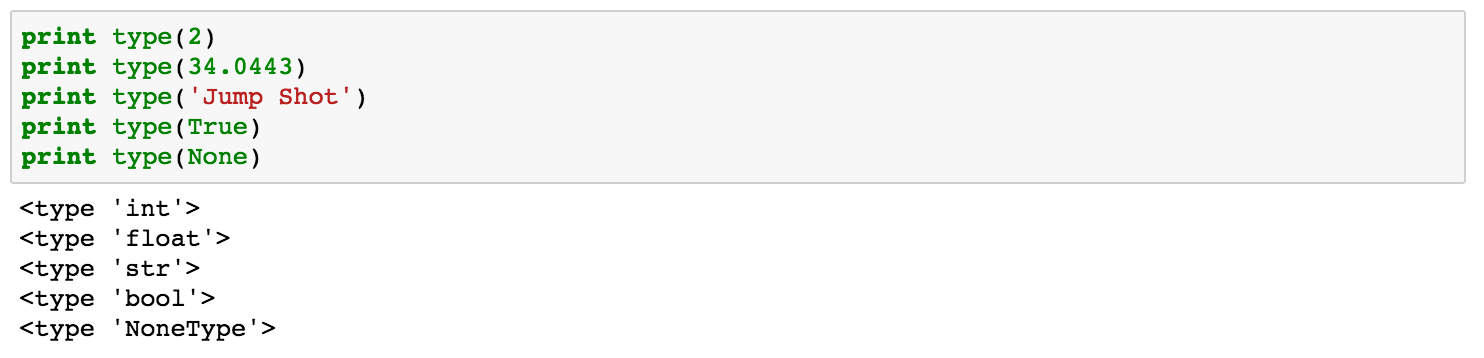 print type(2)
print type(34.0443)
print type('Jump Shot')
print type(True)
print type(None)
<type 'int'>
<type 'float'>
<type 'str'>
<type 'bool'>
<type 'NoneType'>